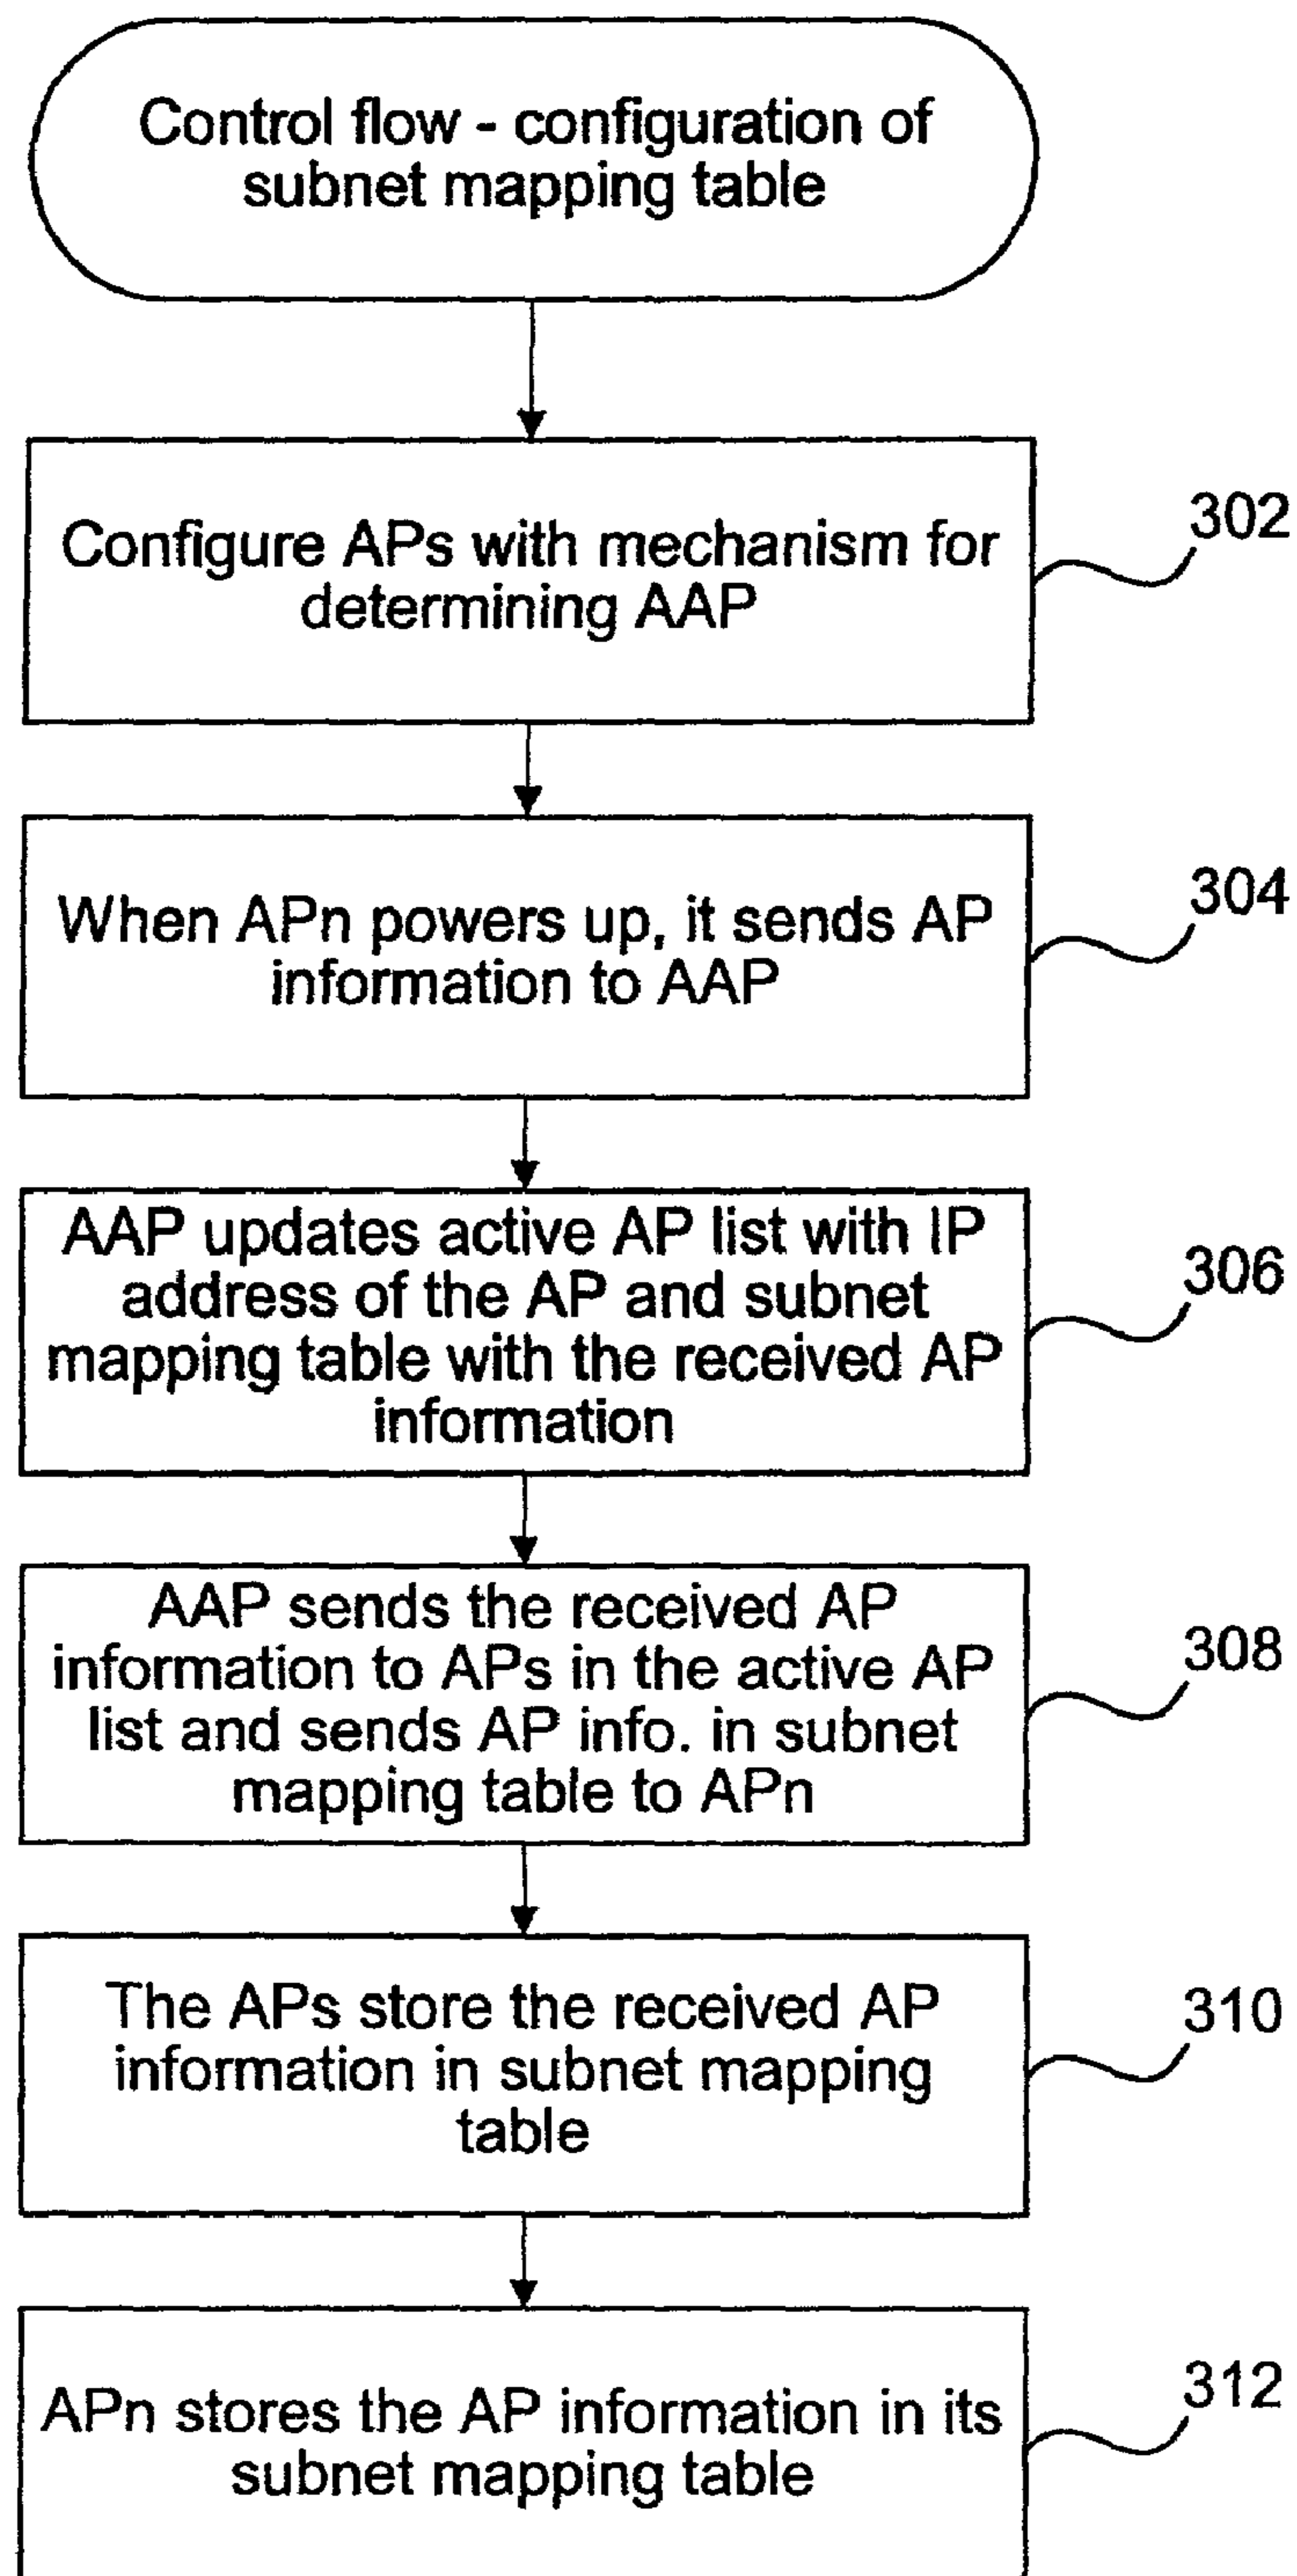 Control flow - configuration of
subnet mapping table
Configure APs with mechanism for
determining AAP
302
When APn powers up, it sends AP
information to AAP
304
AAP updates active AP list with IP
address of the AP and subnet
mapping table with the received AP
information
306
AAP sends the received AP
information to APs in the active AP
list and sends AP info. in subnet
mapping table to APn
308
The APs store the received AP
information in subnet mapping
table
310
APn stores the AP information in its
subnet mapping table
312